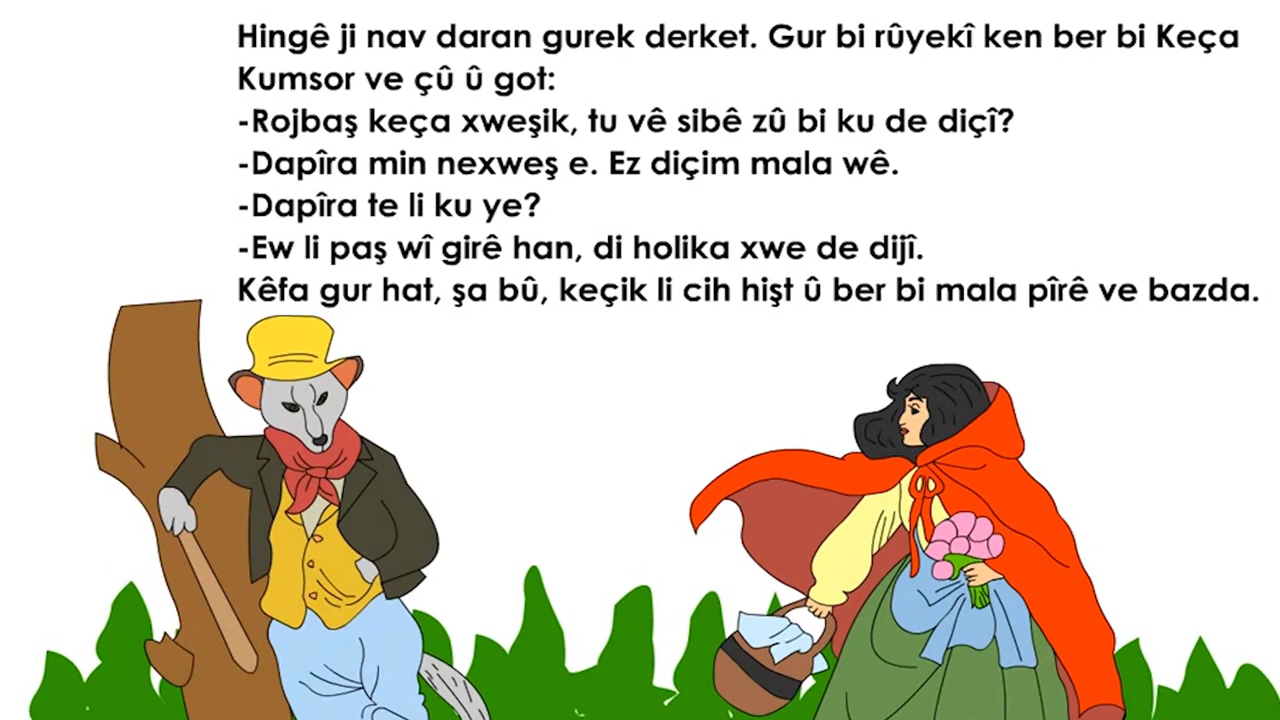 Hingê ji nav daran gurek derket. Gur bi rûyekî ken ber bi Keça
Kumsor ve çû û got:
-Rojbaş keça xweşik, tu vê sibê zû bi ku de diçî?
-Dapîra min nexweş e. Ez diçim mala wê.
-Dapîra te li ku ye?
-Ew li paş wî girê han, di holika xwe de dijî.
Kêfa gur hat, şa bû, keçik li cih hişt û ber bi mala pîrê ve bazda.